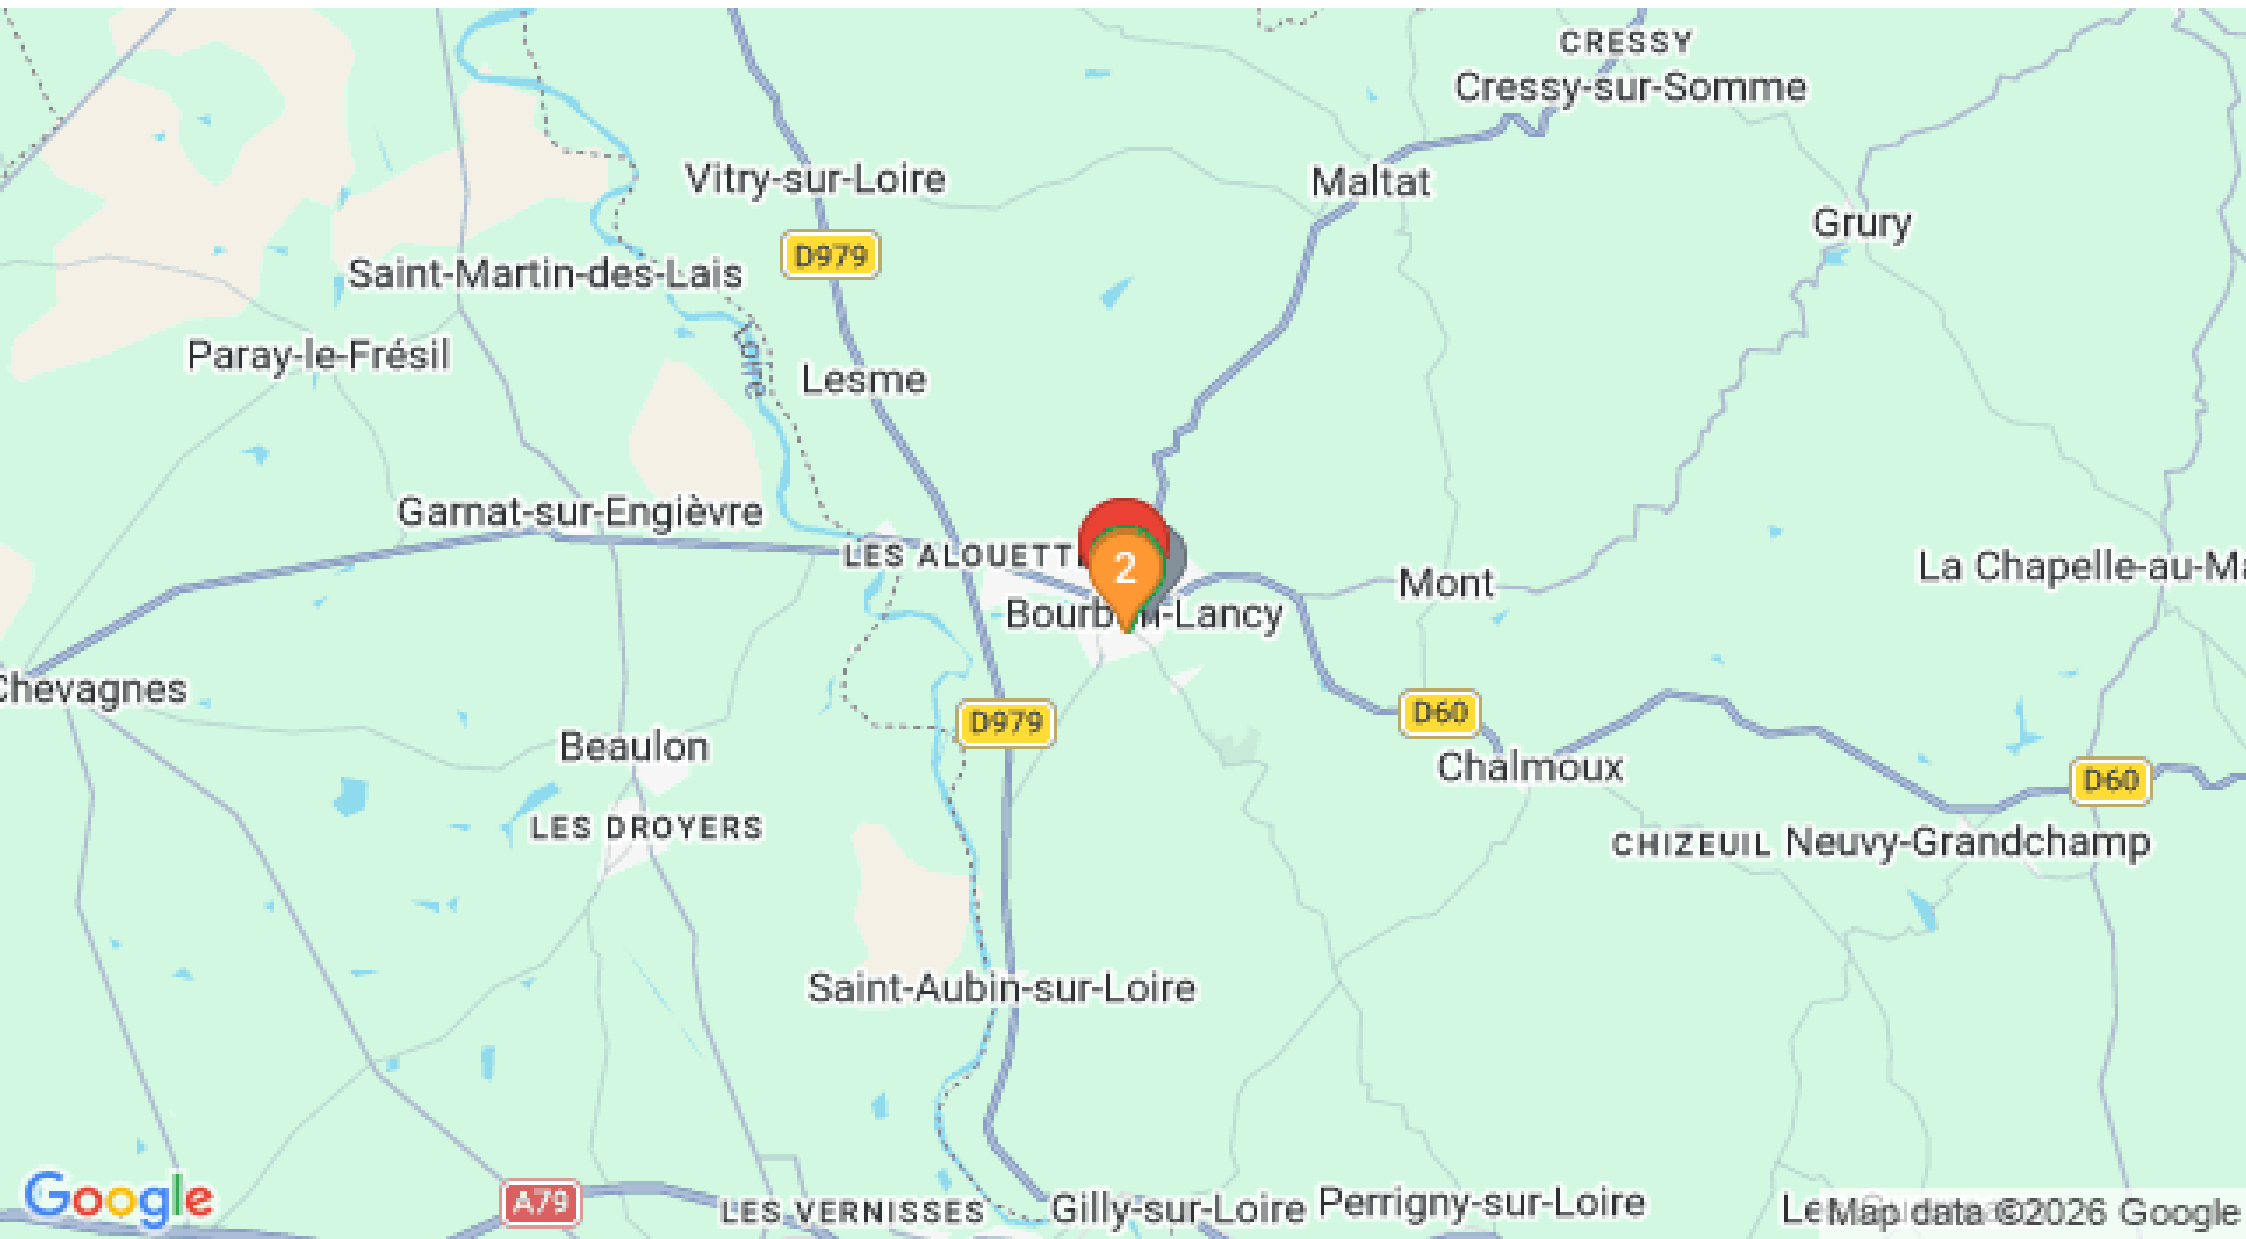 CRESSY
Cressy-sur-Somme
Vitry-sur-Loire
Maltat
Grury
D979
Saint-Martin-des-Lais
Paray-le-Frésil
Loire
Lesme
Garnat-sur-Engièvre
LES ALOUETT
2
La Chapelle-au-Ma
Mont
Bourb n-Lancy
Chevagnes
D979
D60
Beaulon
Chalmoux
D60
LES DROYERS
CHIZEUIL
Neuvy-Grandchamp
Saint-Aubin-sur-Loire
Google
A79
LES VERNISSES
Gilly-sur-Loire
Perrigny-sur-Loire
Map data ©2026 Google